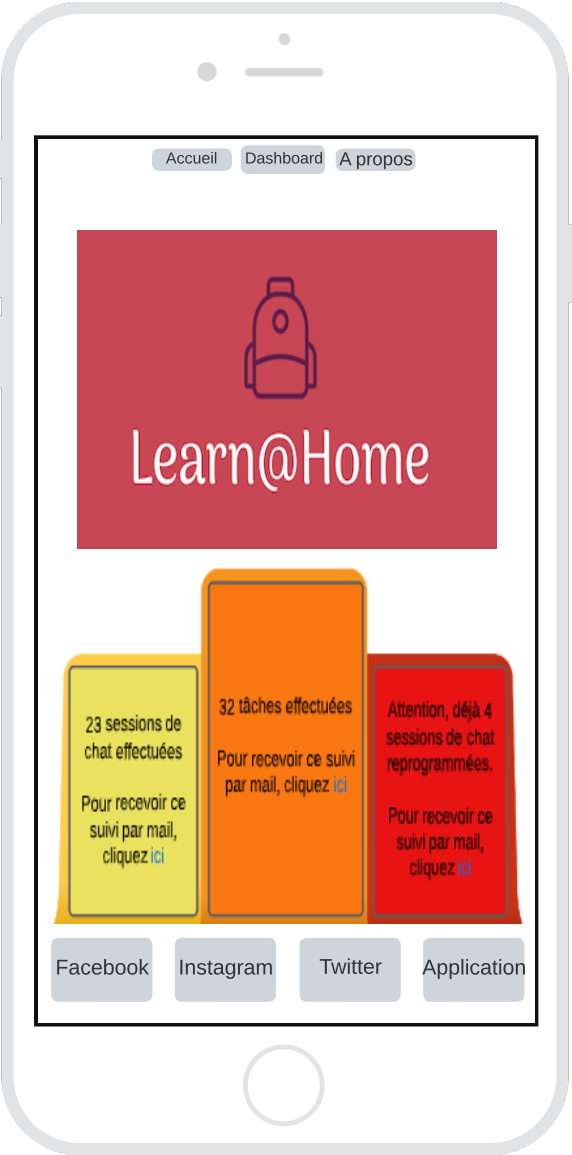 Accueil
Dashboard
A propos
Learn@Home
23 sessions de
chat effectuées
Pour recevoir ce
suivi par mail,
cliquez ici
32 tâches effectuées
Pour recevoir ce suivi
par mail, cliquez ici
Attention, déjà 4
sessions de chat
reprogrammées.
Pour recevoir ce
suivi par mail,
cliquez ici
Facebook
Instagram
Twitter
Application